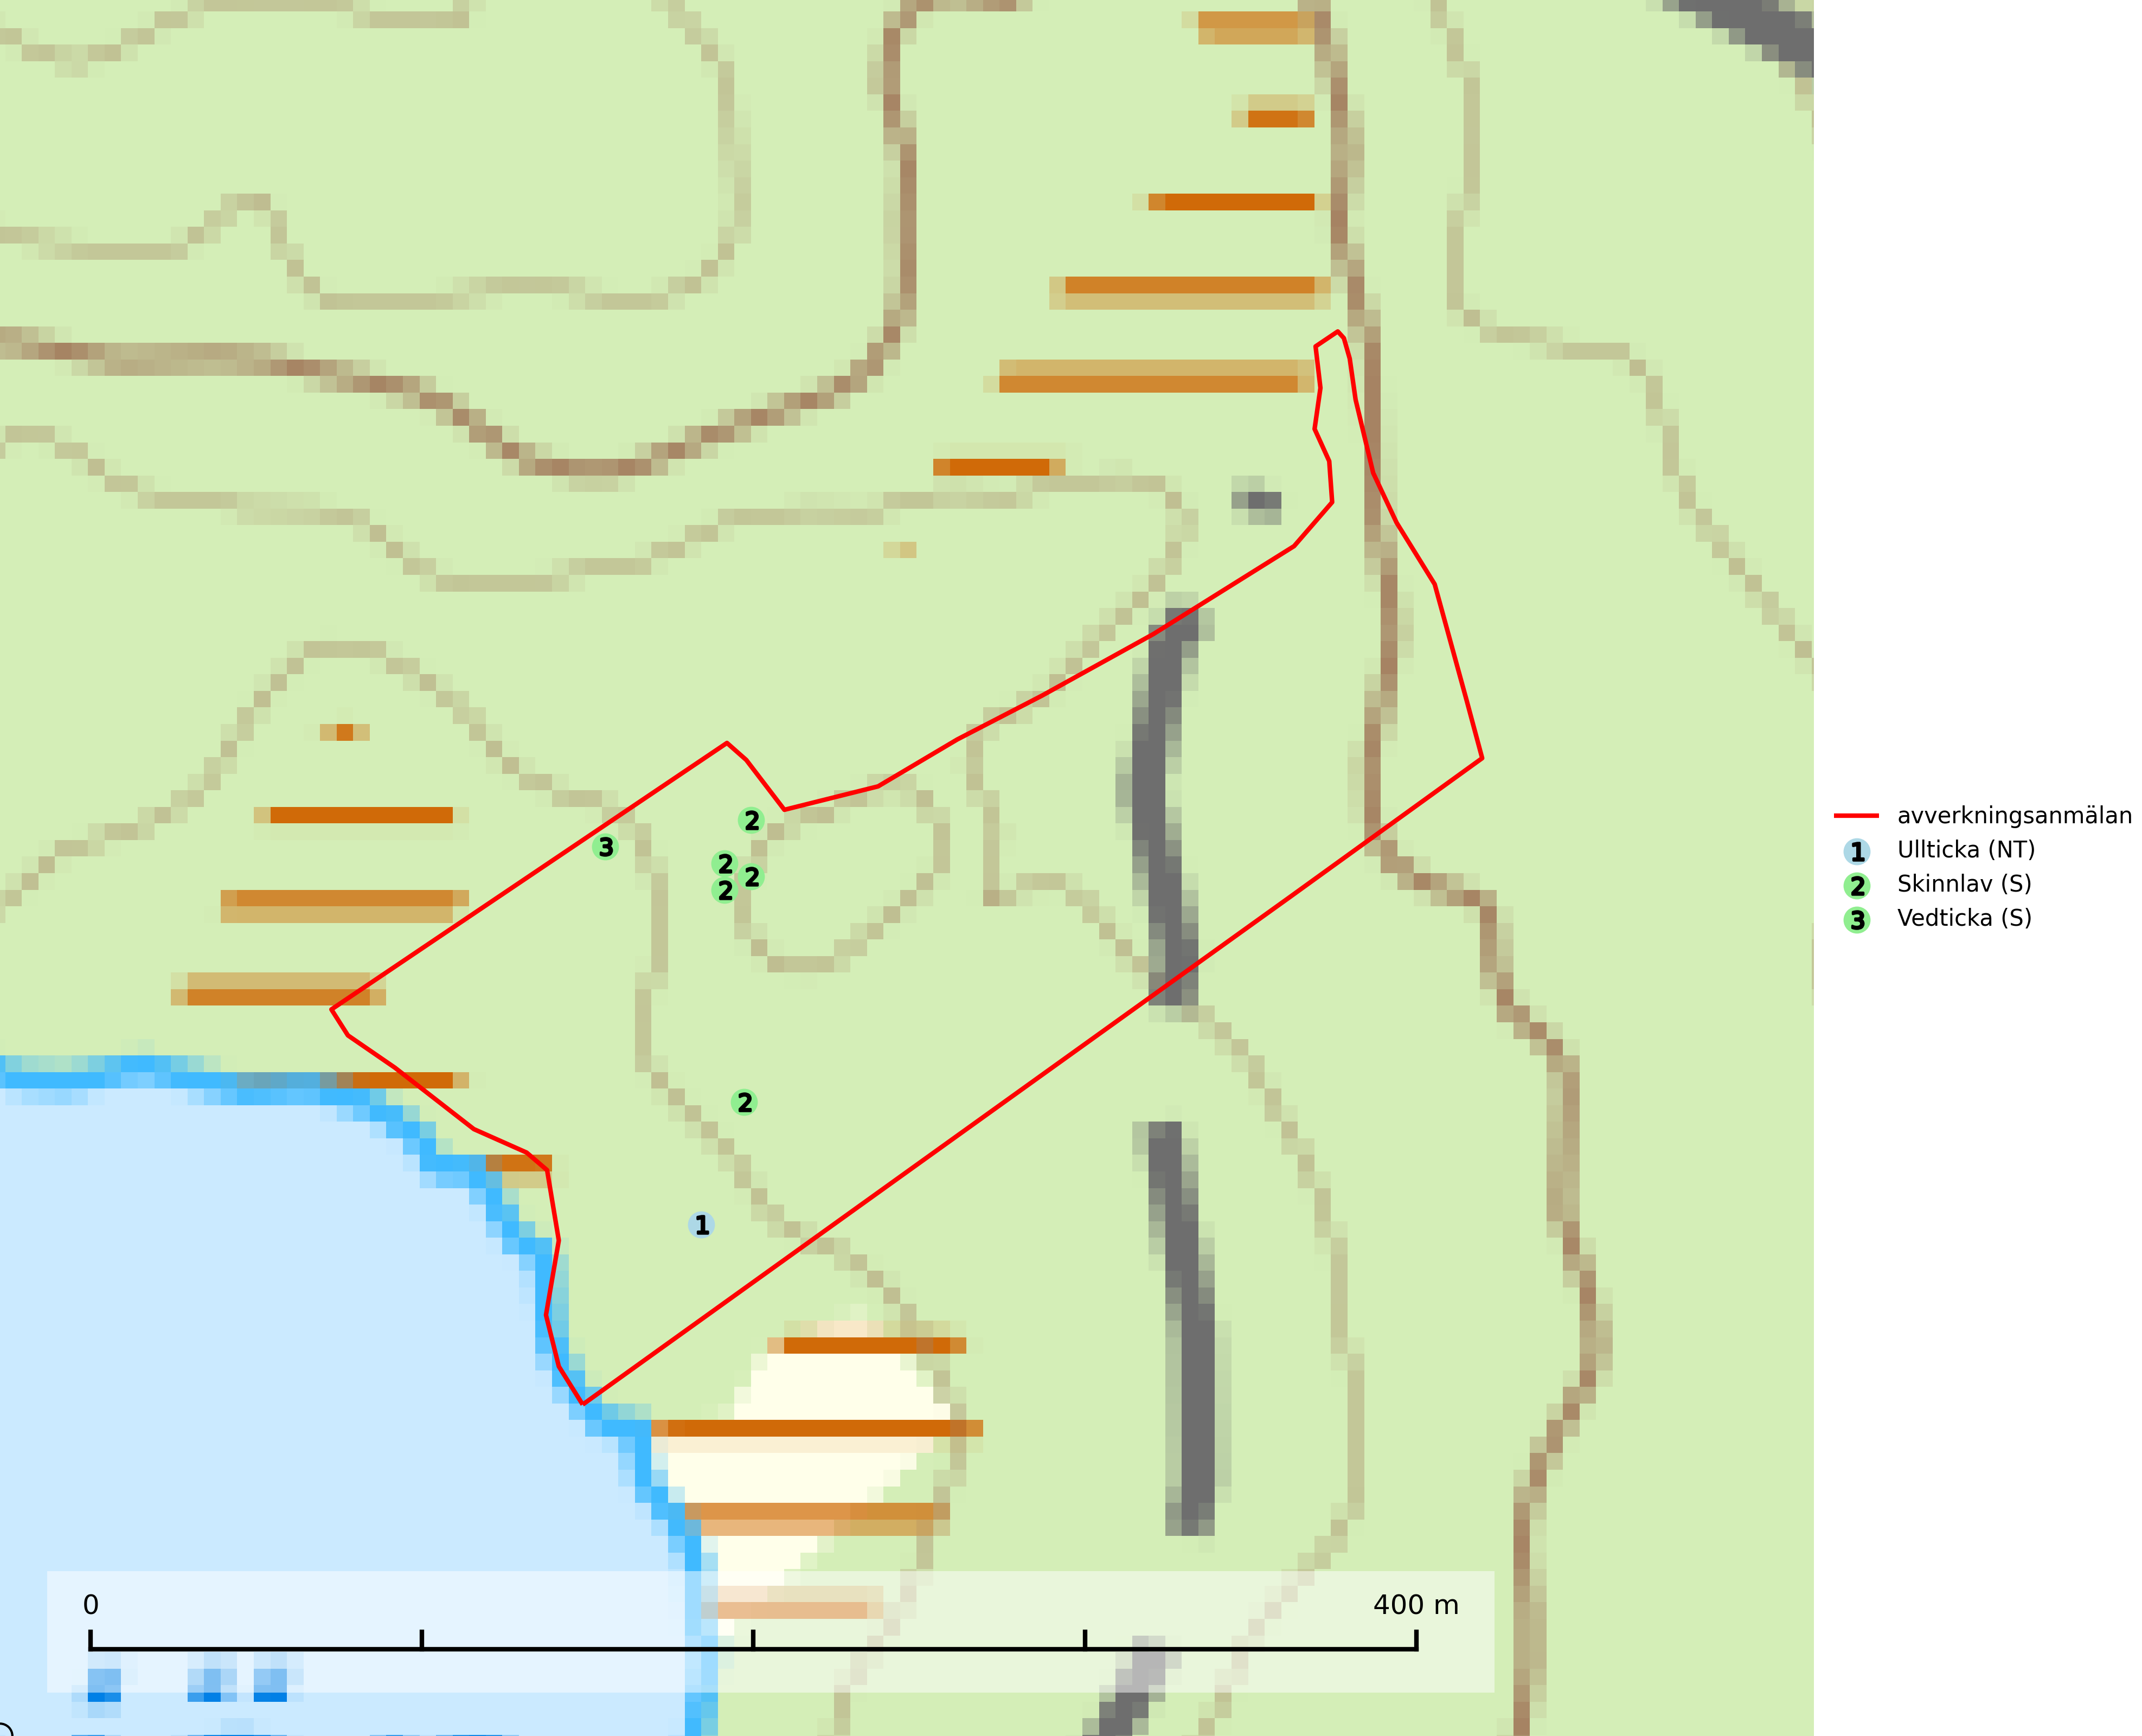 2
3
2
2
2
2
1
avverkningsanmälan
1 Ullticka (NT)
2 Skinnlav (S)
3 Vedticka (S)
0 400 m